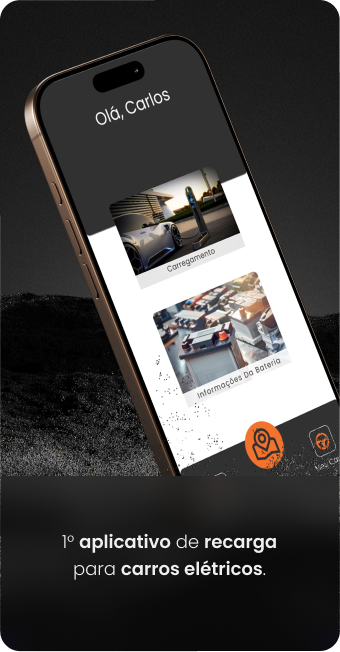 Olá, Carlos
Carregamento
Informações Da Bateria
1º aplicativo de recarga
para carros elétricos.